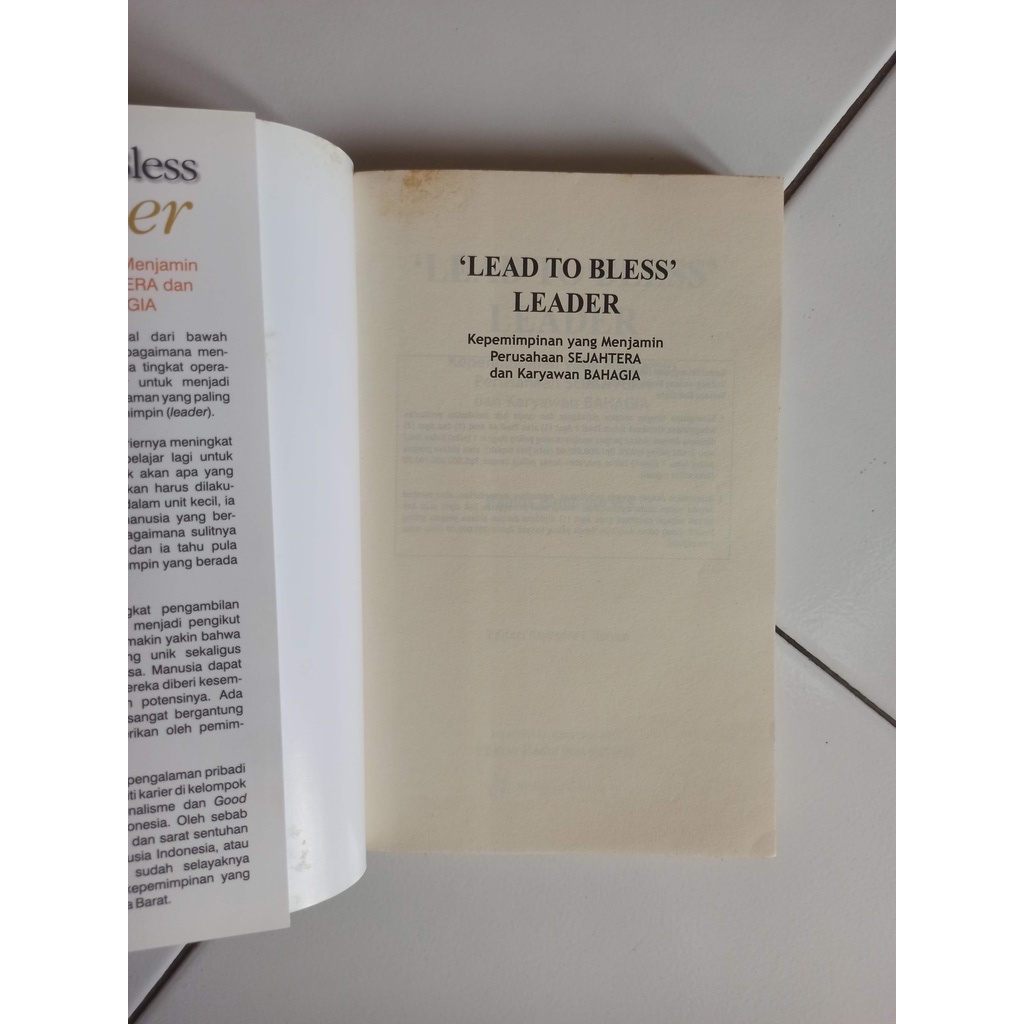 less
er
Menjamin
ERA dan
GIA
al dari bawah
bagaimana men-
a tingkat opera-
untuk menjadi
aman yang paling
impin (leader).
riernya meningkat
elajar lagi untuk
k akan apa yang
kan harus dilaku-
dalam unit kecil, ia
manusia yang ber-
agaimana sulitnya
dan ia tahu pula
mpin yang berada
gkat pengambilan
menjadi pengikut
makin yakin bahwa
ng unik sekaligus
sa. Manusia dapat
ereka diberi kesem-
n potensinya. Ada
sangat bergantung
erikan oleh pemim-
pengalaman pribadi
iti karier di kelompok
nalisme dan Good
onesia. Oleh sebab
dan sarat sentuhan
usia Indonesia, atau
sudah selayaknya
kepemimpinan yang
a Barat.
‘LEAD TO BLESS’
LEADER
Kepemimpinan yang Menjamin
Perusahaan SEJAHTERA
dan Karyawan BAHAGIA